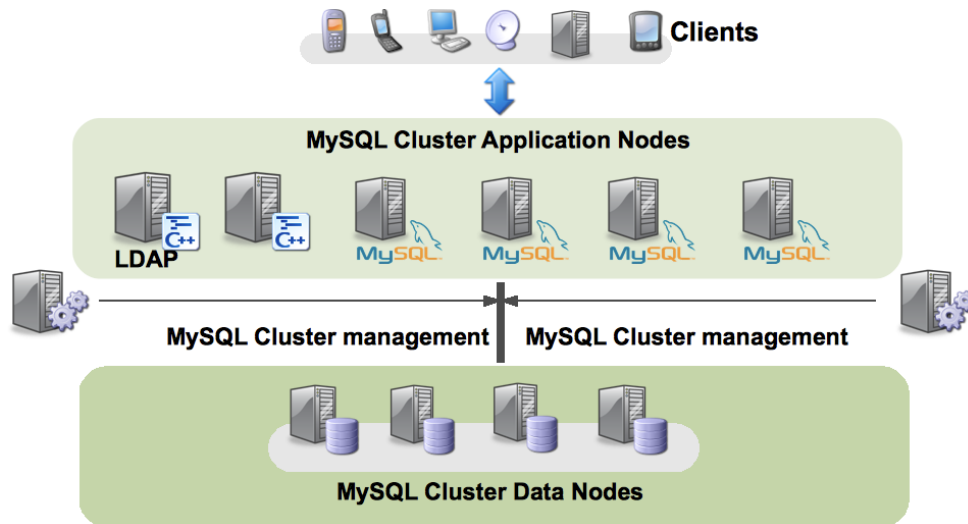 Clients
MySQL Cluster Application Nodes
C++
C++
LDAP
MySQL
MySQL
MySQL
MySQL
MySQL Cluster management
MySQL Cluster management
MySQL Cluster Data Nodes